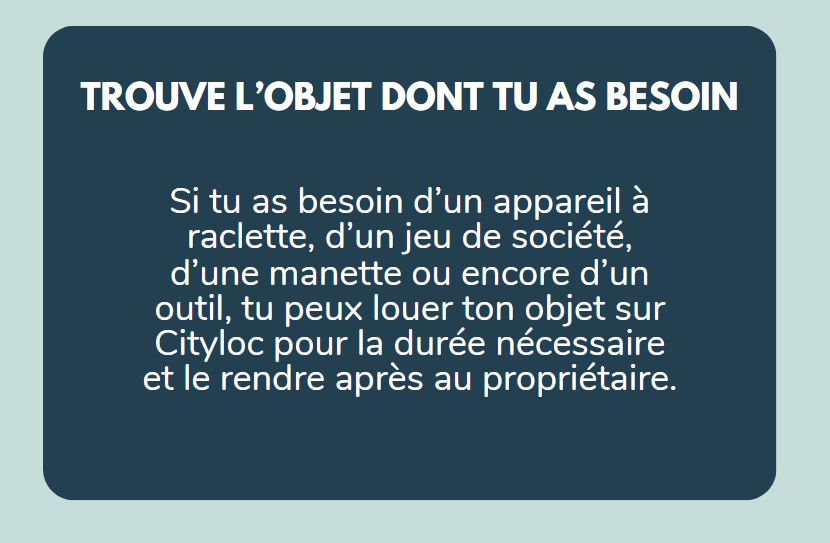 TROUVE L’OBJET DONT TU AS BESOIN
Si tu as besoin d’un appareil à
raclette, d’un jeu de société,
d’une manette ou encore d’un
outil, tu peux louer ton objet sur
Cityloc pour la durée nécessaire
et le rendre après au propriétaire.